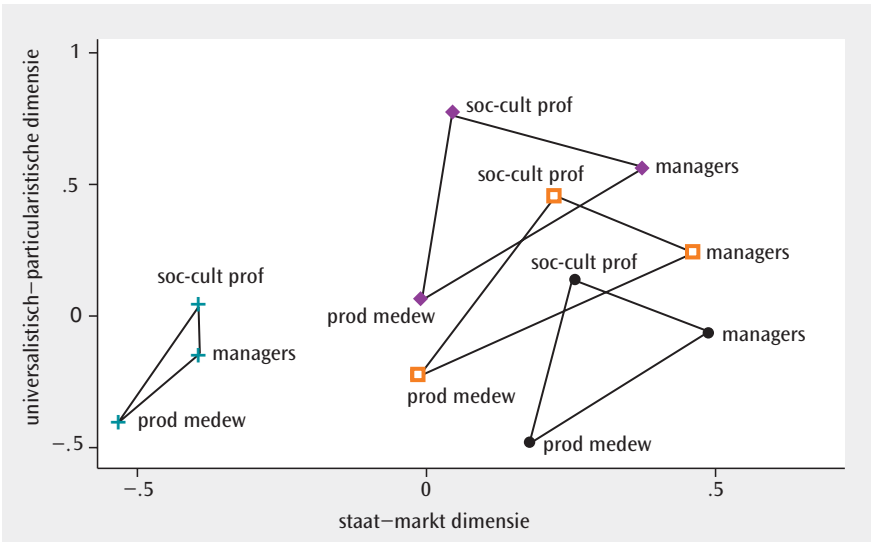 universalistisch–particularistische dimensie
1
.5
0
–.5
soc-cult prof
managers
soc-cult prof
managers
soc-cult prof
prod medew
managers
prod medew
prod medew
soc-cult prof
managers
prod medew
–.5
0
.5
staat–markt dimensie